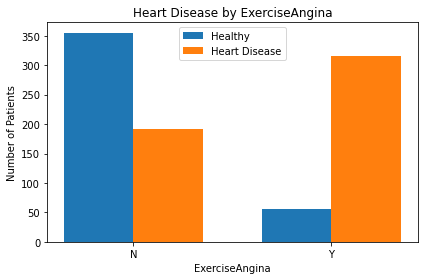 Heart Disease by ExerciseAngina
Healthy
Heart Disease
Number of Patients
350
300
250
200
150
100
50
0
N
Y
ExerciseAngina